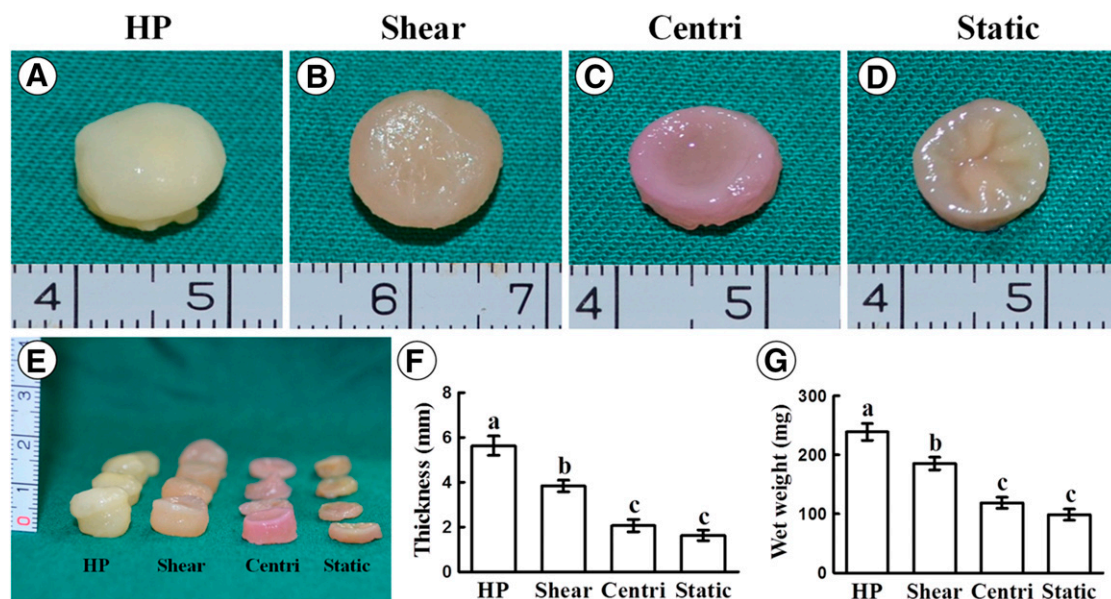 HP Shear Centri Static
A B C D
4 5 6 7 4 5 4 5
E F G
0 1 2 3 4
HP Shear Centri Static
Thickness (mm)
8
6
4
2
0
a
b
c
c
HP Shear Centri Static
Wet weight (mg)
300
200
100
0
a
b
c
c
HP Shear Centri Static